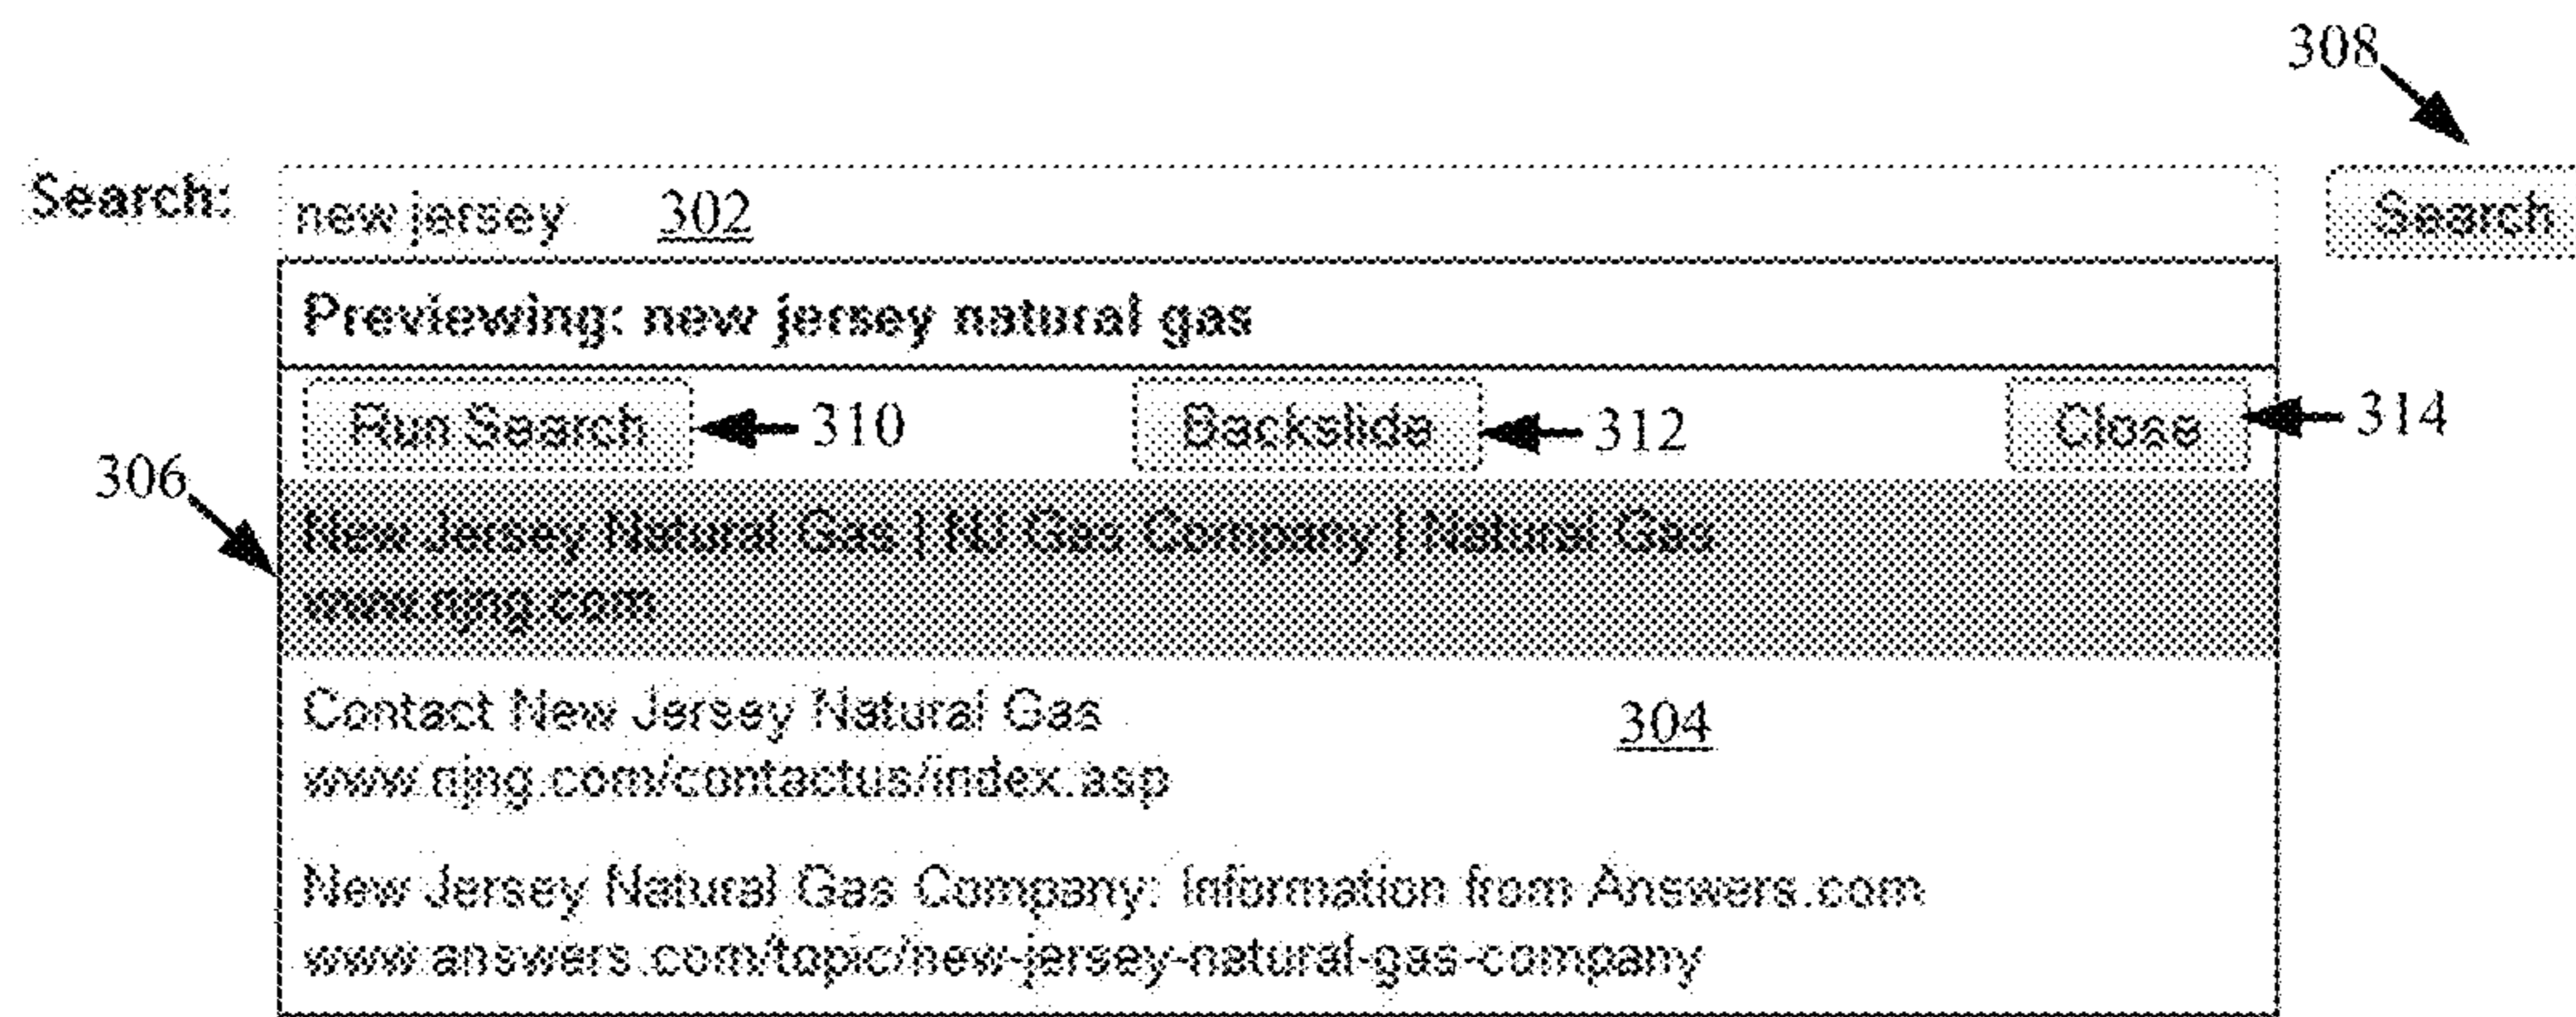 308
Search: new jersey 302 Search
Previewing: new jersey natural gas
Run Search 310 Backslide 312 Close 314
306
New Jersey Natural Gas | NJ Gas Company | Natural Gas
www.njng.com
Contact New Jersey Natural Gas
304
www.njng.com/contactus/index.asp
New Jersey Natural Gas Company: Information from Answers.com
www.answers.com/topic/new-jersey-natural-gas-company